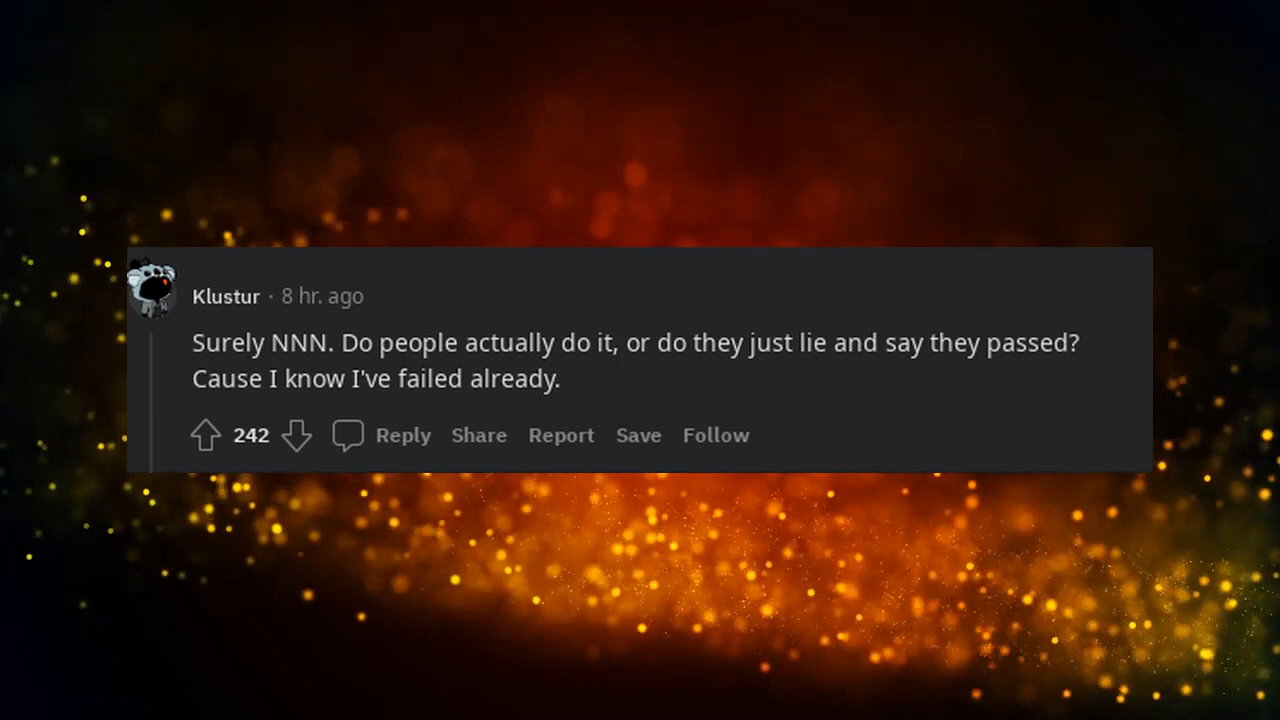 Klustur · 8 hr. ago
Surely NNN. Do people actually do it, or do they just lie and say they passed?
Cause I know I've failed already.
242 Reply Share Report Save Follow